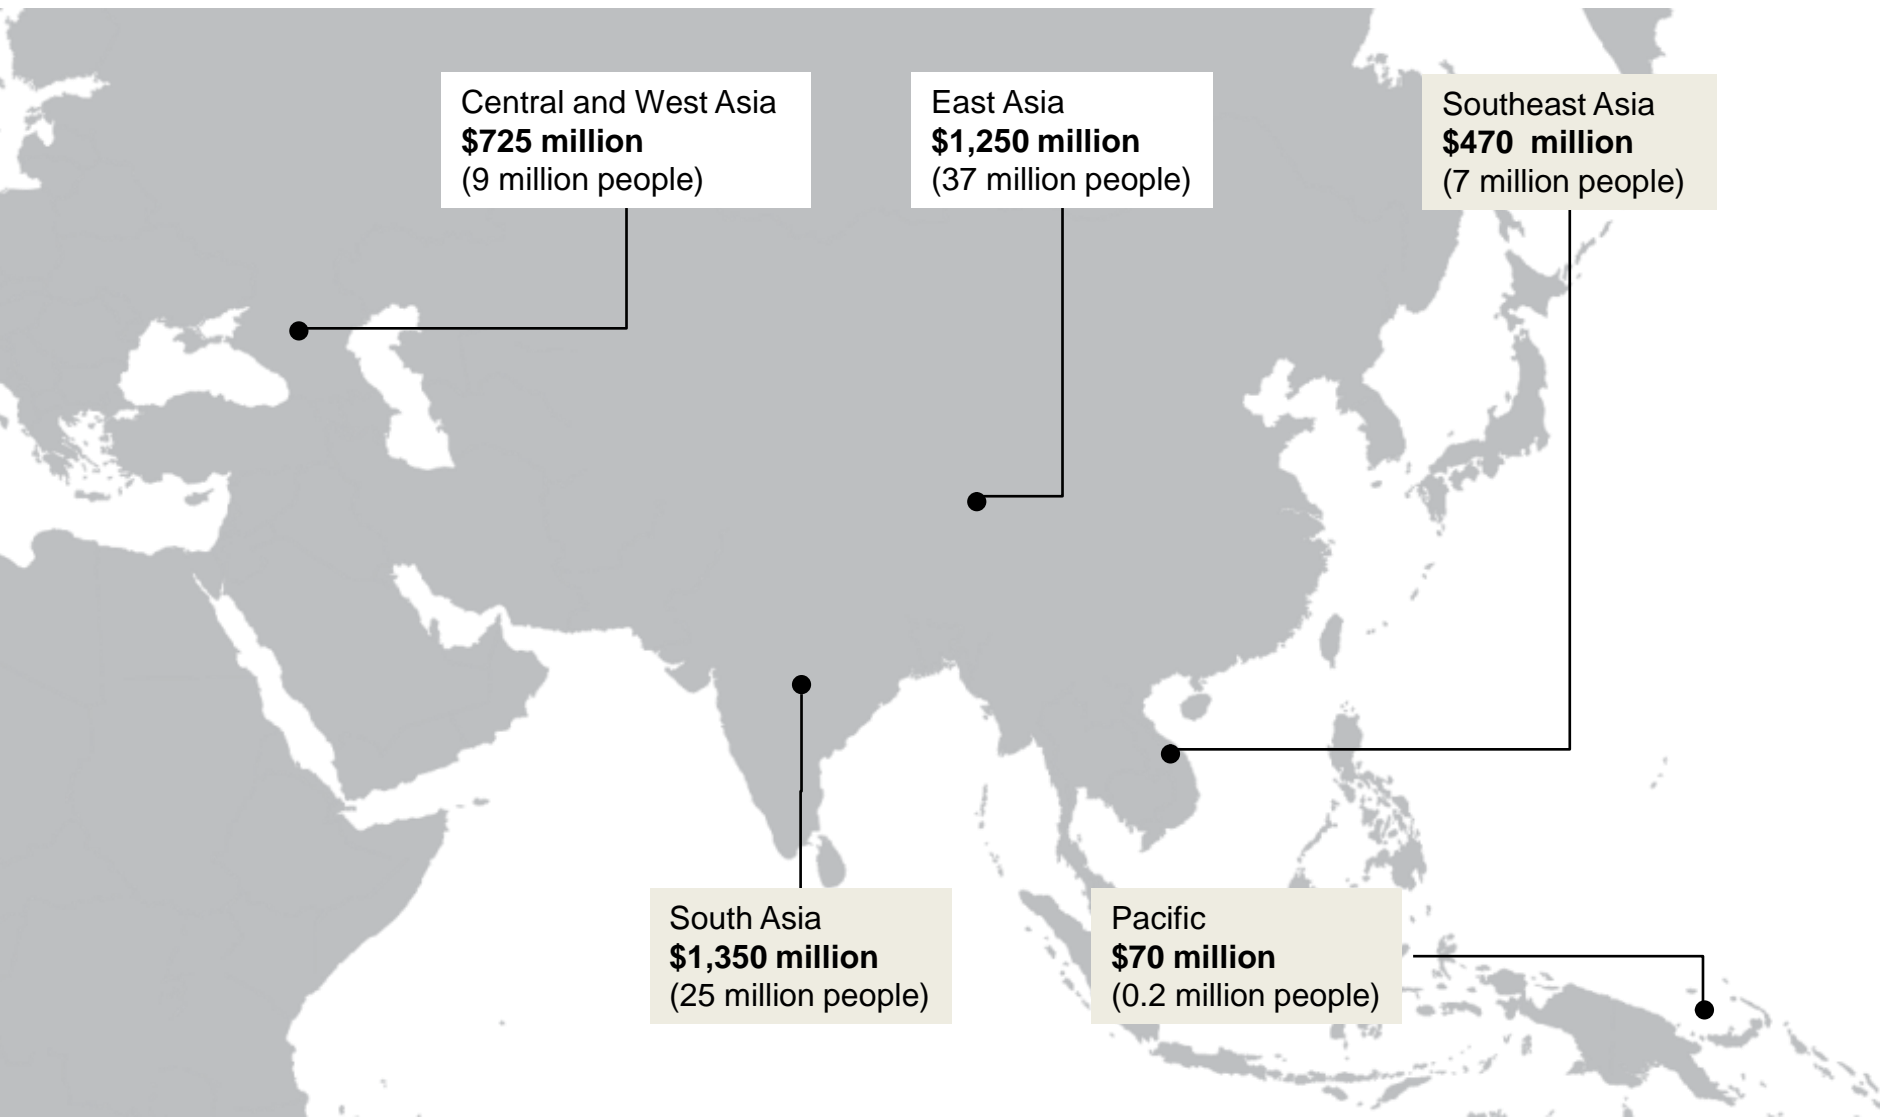 Central and West Asia
$725 million
(9 million people)
East Asia
$1,250 million
(37 million people)
Southeast Asia
$470  million
(7 million people)
South Asia
$1,350 million
(25 million people)
Pacific
$70 million
(0.2 million people)